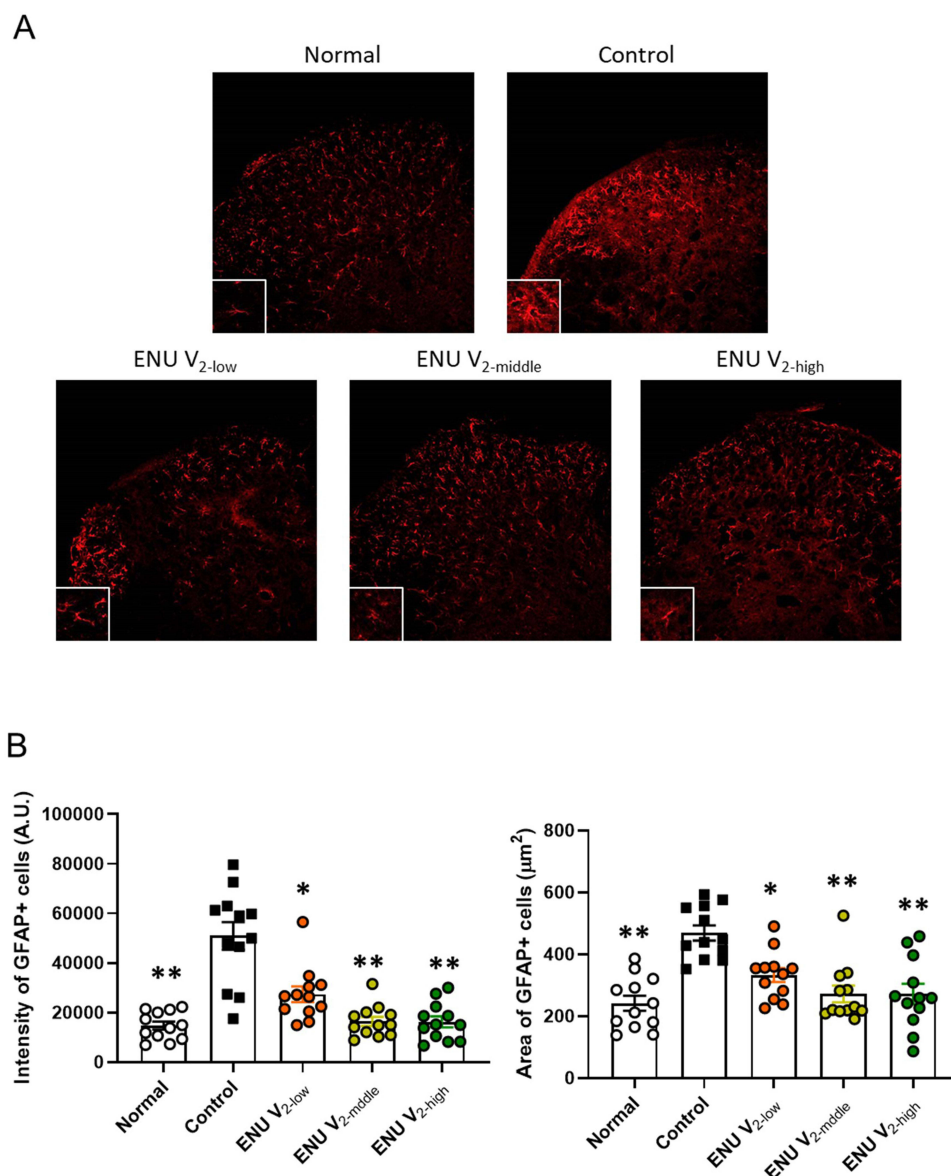 A
Normal Control
ENU V2-low ENU V2-middle ENU V2-high
B
Intensity of GFAP+ cells (A.U.)
100000
80000
60000
40000
20000
0
** * ** **
Normal Control ENU V2-low ENU V2-mddle ENU V2-high
Area of GFAP+ cells (μm²)
800
600
400
200
0
** * ** **
Normal Control ENU V2-low ENU V2-mddle ENU V2-high